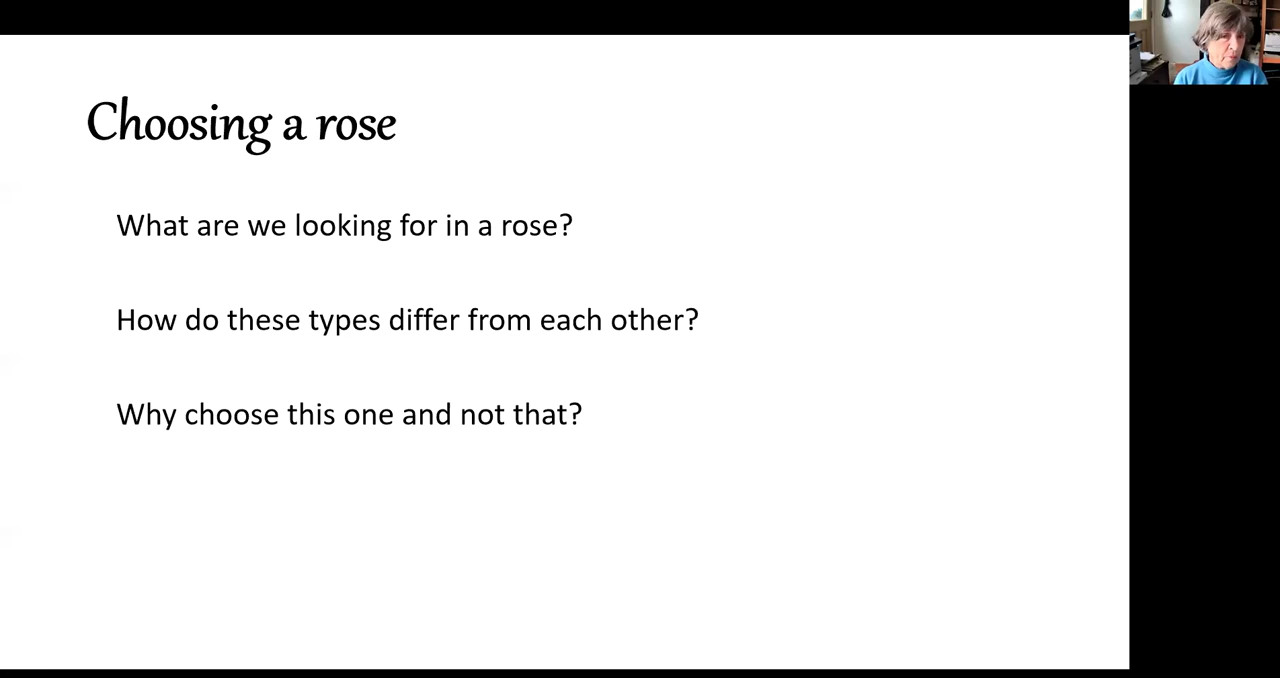 Choosing a rose
What are we looking for in a rose?
How do these types differ from each other?
Why choose this one and not that?